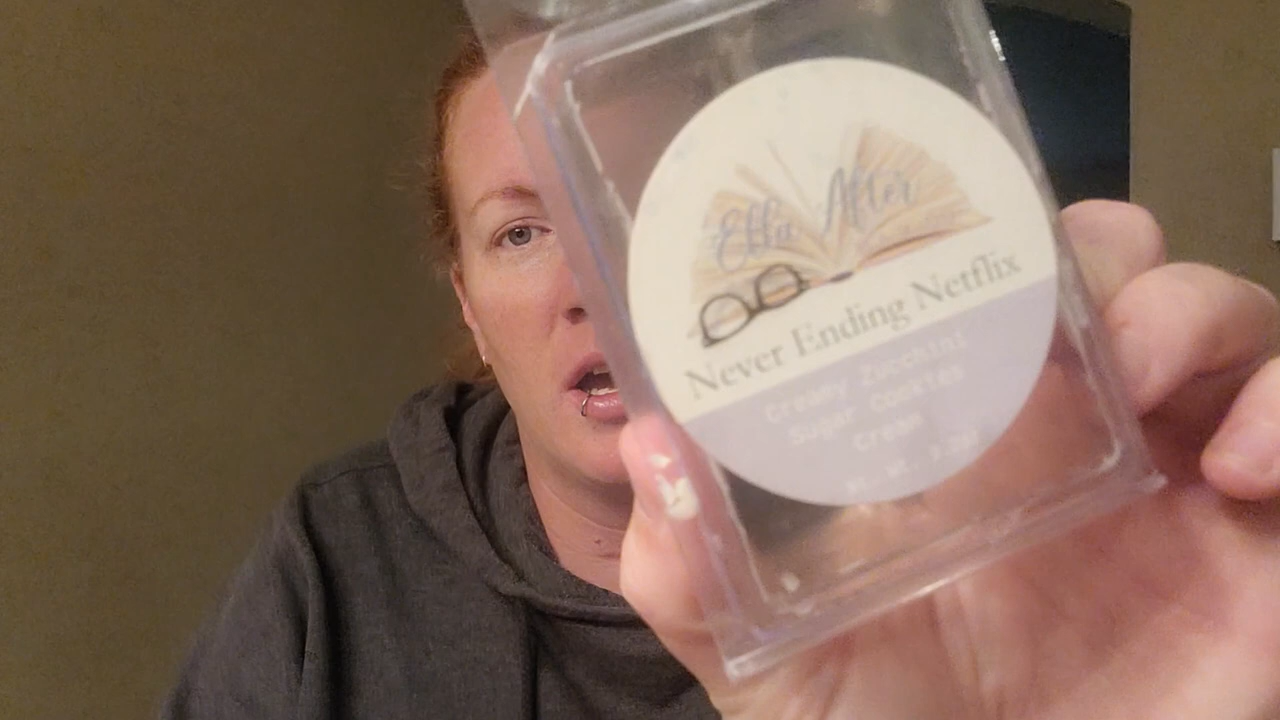 Ella After
Never Ending Netflix
Creamy Zucchini
Sugar Cookies
Cream